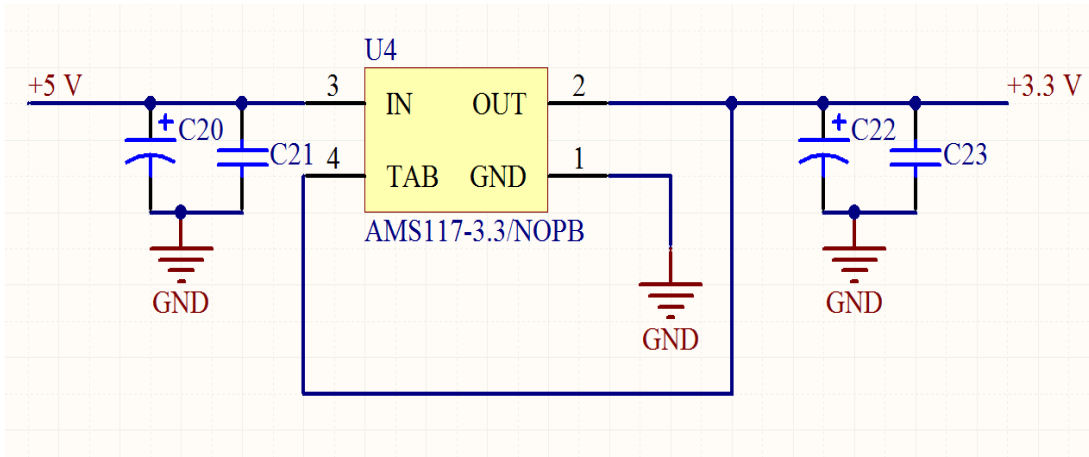 U4
+5 V
3
IN
OUT
2
+3.3 V
+
C20
C21
4
TAB
GND
1
+
C22
C23
AMS117-3.3/NOPB
GND
GND
GND